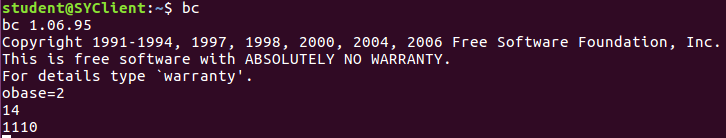 student@SYClient:~$ bc
bc 1.06.95
Copyright 1991-1994, 1997, 1998, 2000, 2004, 2006 Free Software Foundation, Inc.
This is free software with ABSOLUTELY NO WARRANTY.
For details type `warranty'.
obase=2
14
1110